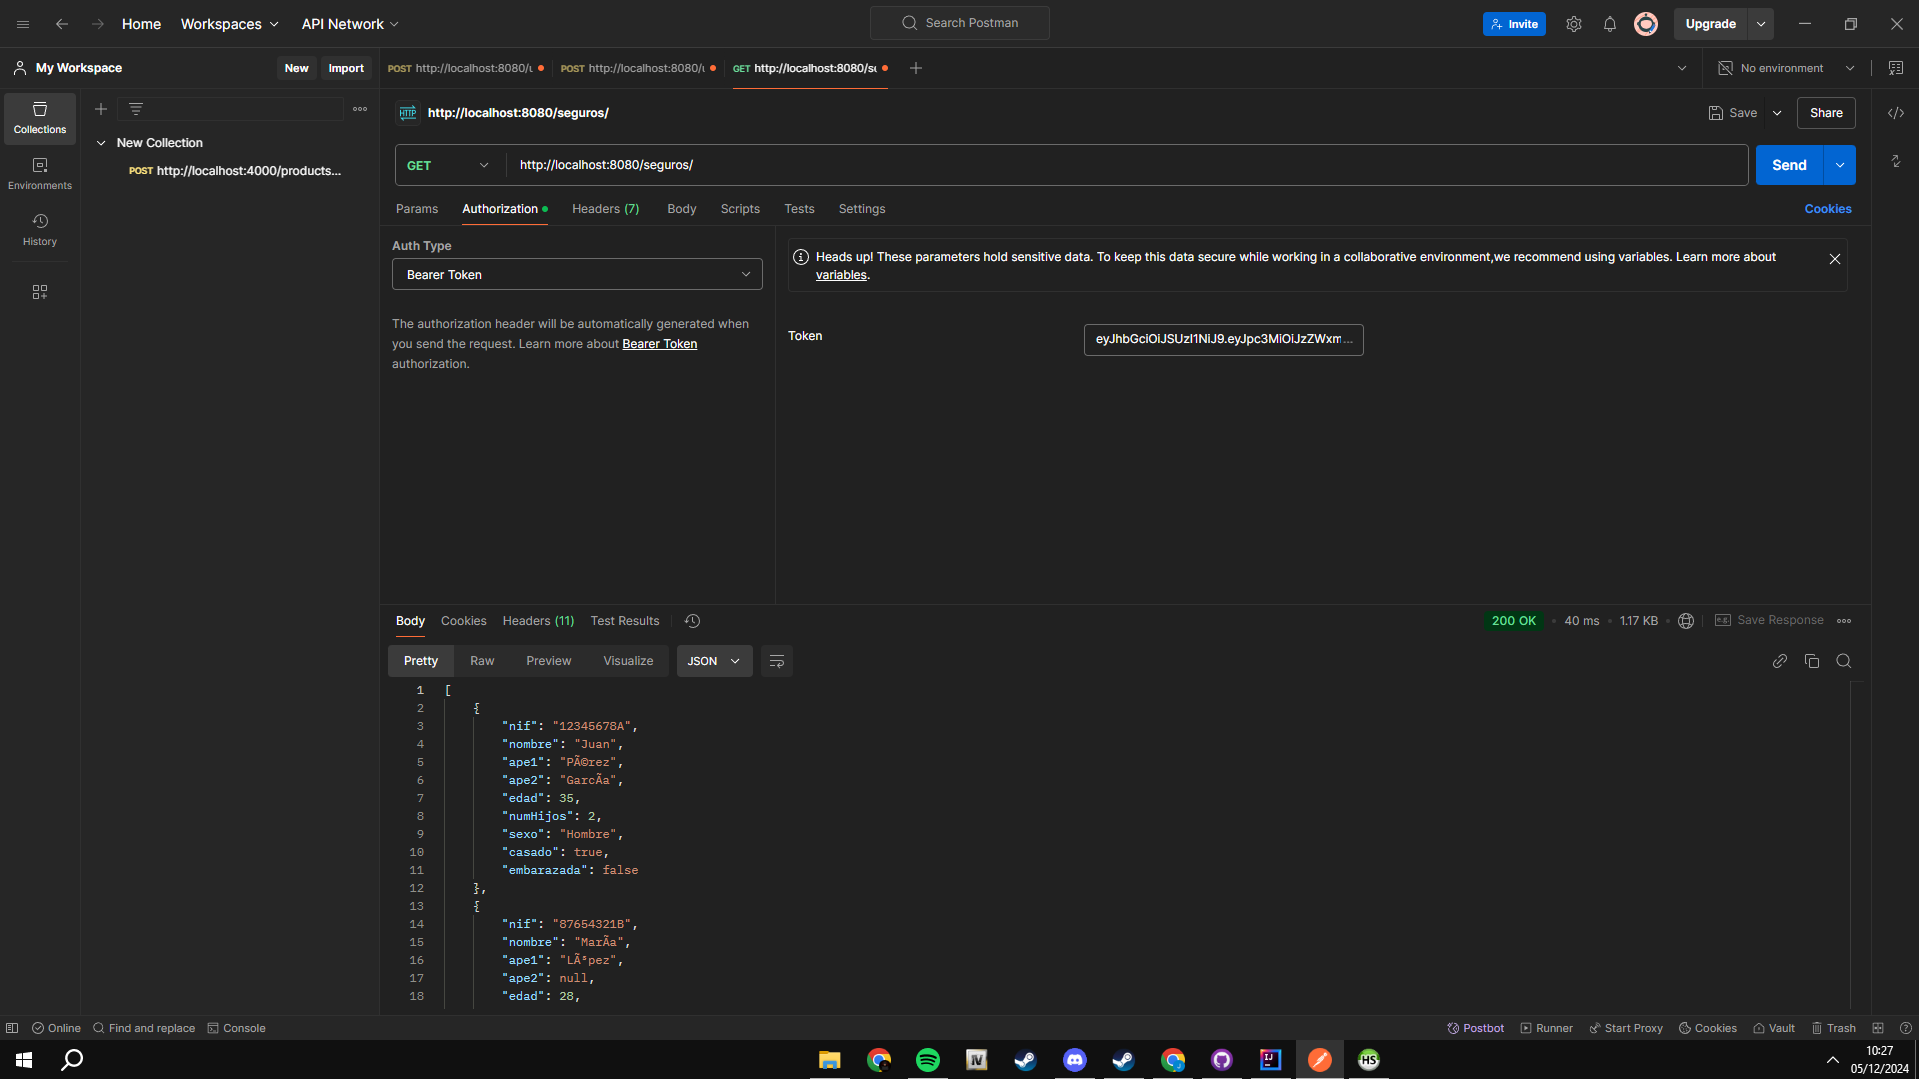 Home
Workspaces
API Network
Search Postman
Invite
Upgrade
My Workspace
New
Import
POST http://localhost:8080/u
POST http://localhost:8080/u
GET http://localhost:8080/se
No environment
Collections
Environments
History
New Collection
POST http://localhost:4000/products...
HTTP http://localhost:8080/seguros/
Save
Share
GET
http://localhost:8080/seguros/
Send
Params
Authorization
Headers (7)
Body
Scripts
Tests
Settings
Cookies
Auth Type
Bearer Token
The authorization header will be automatically generated when
you send the request. Learn more about Bearer Token
authorization.
Heads up! These parameters hold sensitive data. To keep this data secure while working in a collaborative environment,we recommend using variables. Learn more about
variables.
Token
eyJhbGciOiJSUzI1NiJ9.eyJpc3MiOiJzZWxm...
Body
Cookies
Headers (11)
Test Results
200 OK
40 ms
1.17 KB
e.g.
Save Response
Pretty
Raw
Preview
Visualize
JSON
1 [
2 {
3 "nif": "12345678A",
4 "nombre": "Juan",
5 "ape1": "PÃ©rez",
6 "ape2": "GarcÃa",
7 "edad": 35,
8 "numHijos": 2,
9 "sexo": "Hombre",
10 "casado": true,
11 "embarazada": false
12 },
13 {
14 "nif": "87654321B",
15 "nombre": "MarÃa",
16 "ape1": "LÃ³pez",
17 "ape2": null,
18 "edad": 28,
Online
Find and replace
Console
Postbot
Runner
Start Proxy
Cookies
Vault
Trash
IJ
HS
10:27
05/12/2024